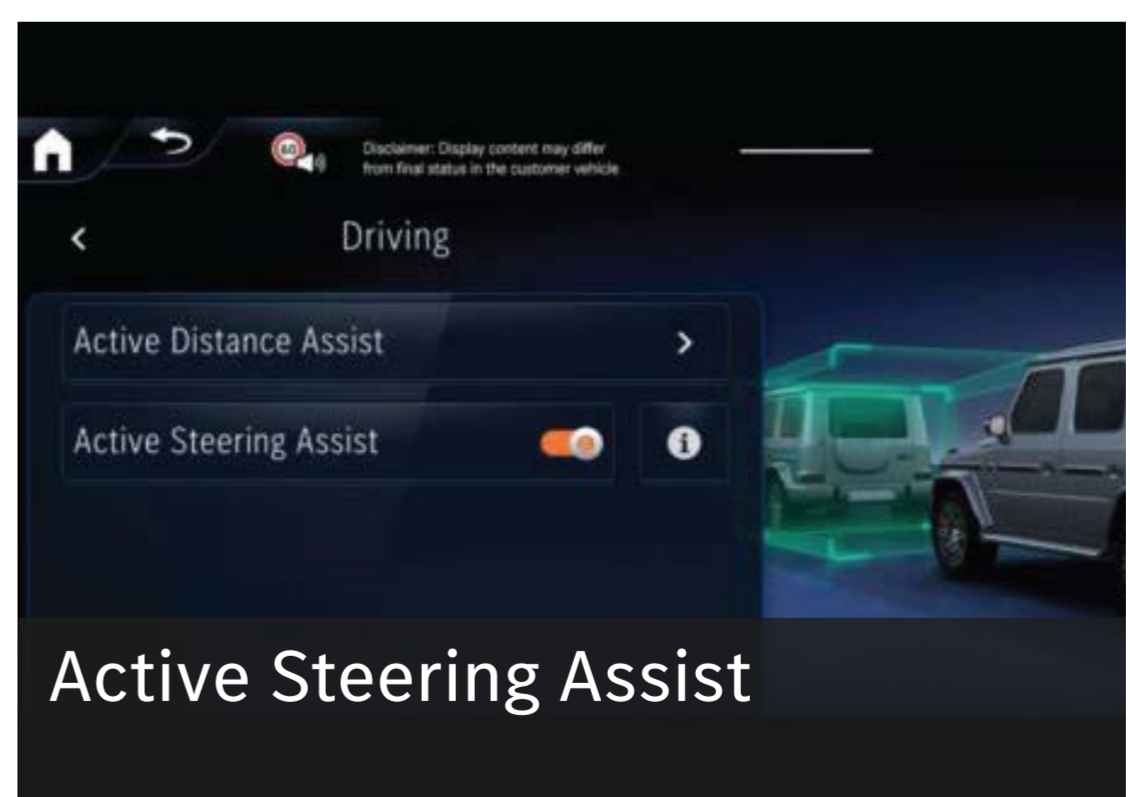 60
Disclaimer: Display content may differ
from final status in the customer vehicle
Driving
Active Distance Assist
Active Steering Assist
Active Steering Assist